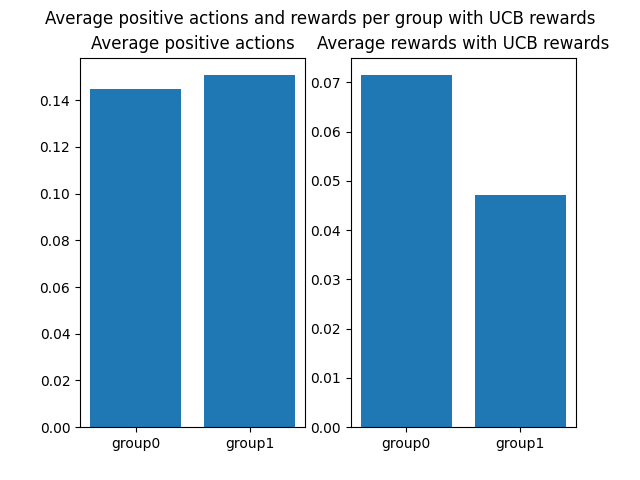 Average positive actions and rewards per group with UCB rewards
Average positive actions
0.14
0.12
0.10
0.08
0.06
0.04
0.02
0.00
group0
group1
Average rewards with UCB rewards
0.07
0.06
0.05
0.04
0.03
0.02
0.01
0.00
group0
group1